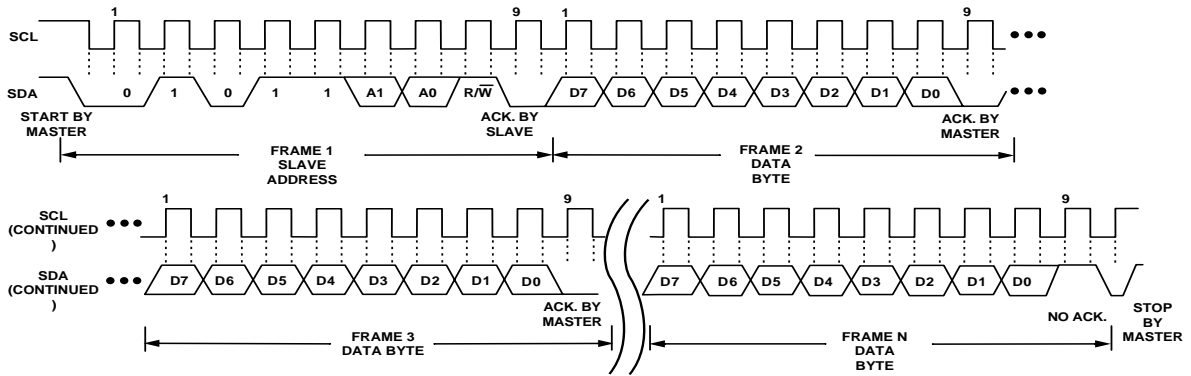 1 9 1 9
SCL
SDA 0 1 0 1 1 A1 A0 R/W̅ D7 D6 D5 D4 D3 D2 D1 D0
START BY
MASTER
ACK. BY
SLAVE
ACK. BY
MASTER
FRAME 1
SLAVE
ADDRESS
FRAME 2
DATA
BYTE
1 9 1 9
SCL
(CONTINUED
)
SDA
(CONTINUED
)
D7 D6 D5 D4 D3 D2 D1 D0 D7 D6 D5 D4 D3 D2 D1 D0
ACK. BY
MASTER
NO ACK.
STOP
BY
MASTER
FRAME 3
DATA BYTE
FRAME N
DATA
BYTE